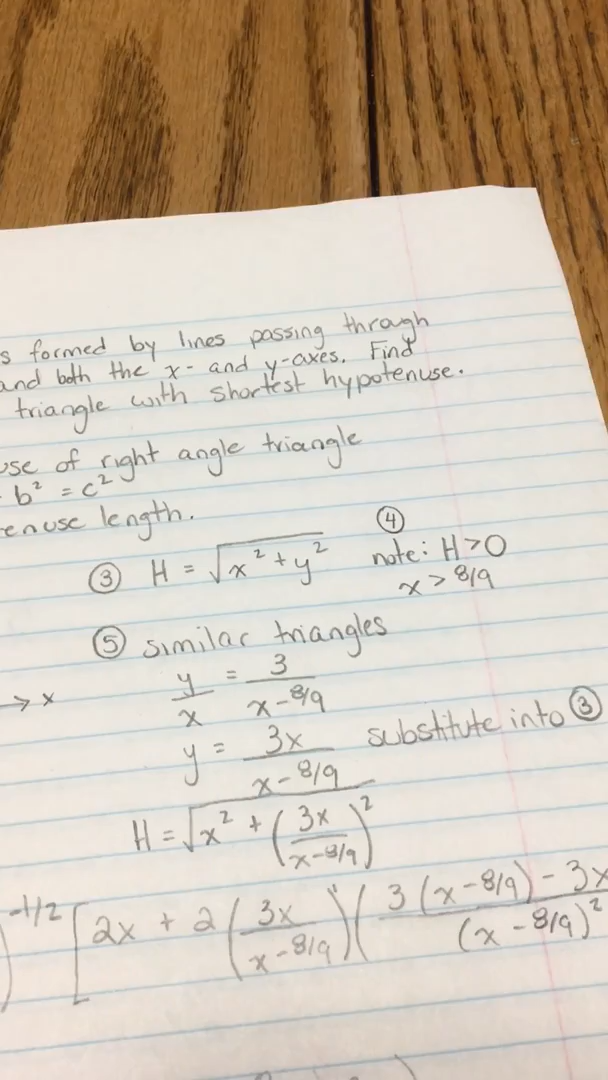 s formed by lines passing through
and both the x- and y-axes. Find
triangle with shortest hypotenuse.
use of right angle triangle
b² = c²
enuse length.
③ H = √(x² + y²)
④
note: H>0
x > 8/9
⑤ similar triangles
y/x = 3/(x-8/9)
→ x
y = 3x/(x-8/9) substitute into ③
H = √(x² + (3x/(x-8/9))²)
)^(-1/2) [2x + 2(3x/(x-8/9))((3(x-8/9) - 3x)/(x-8/9)²